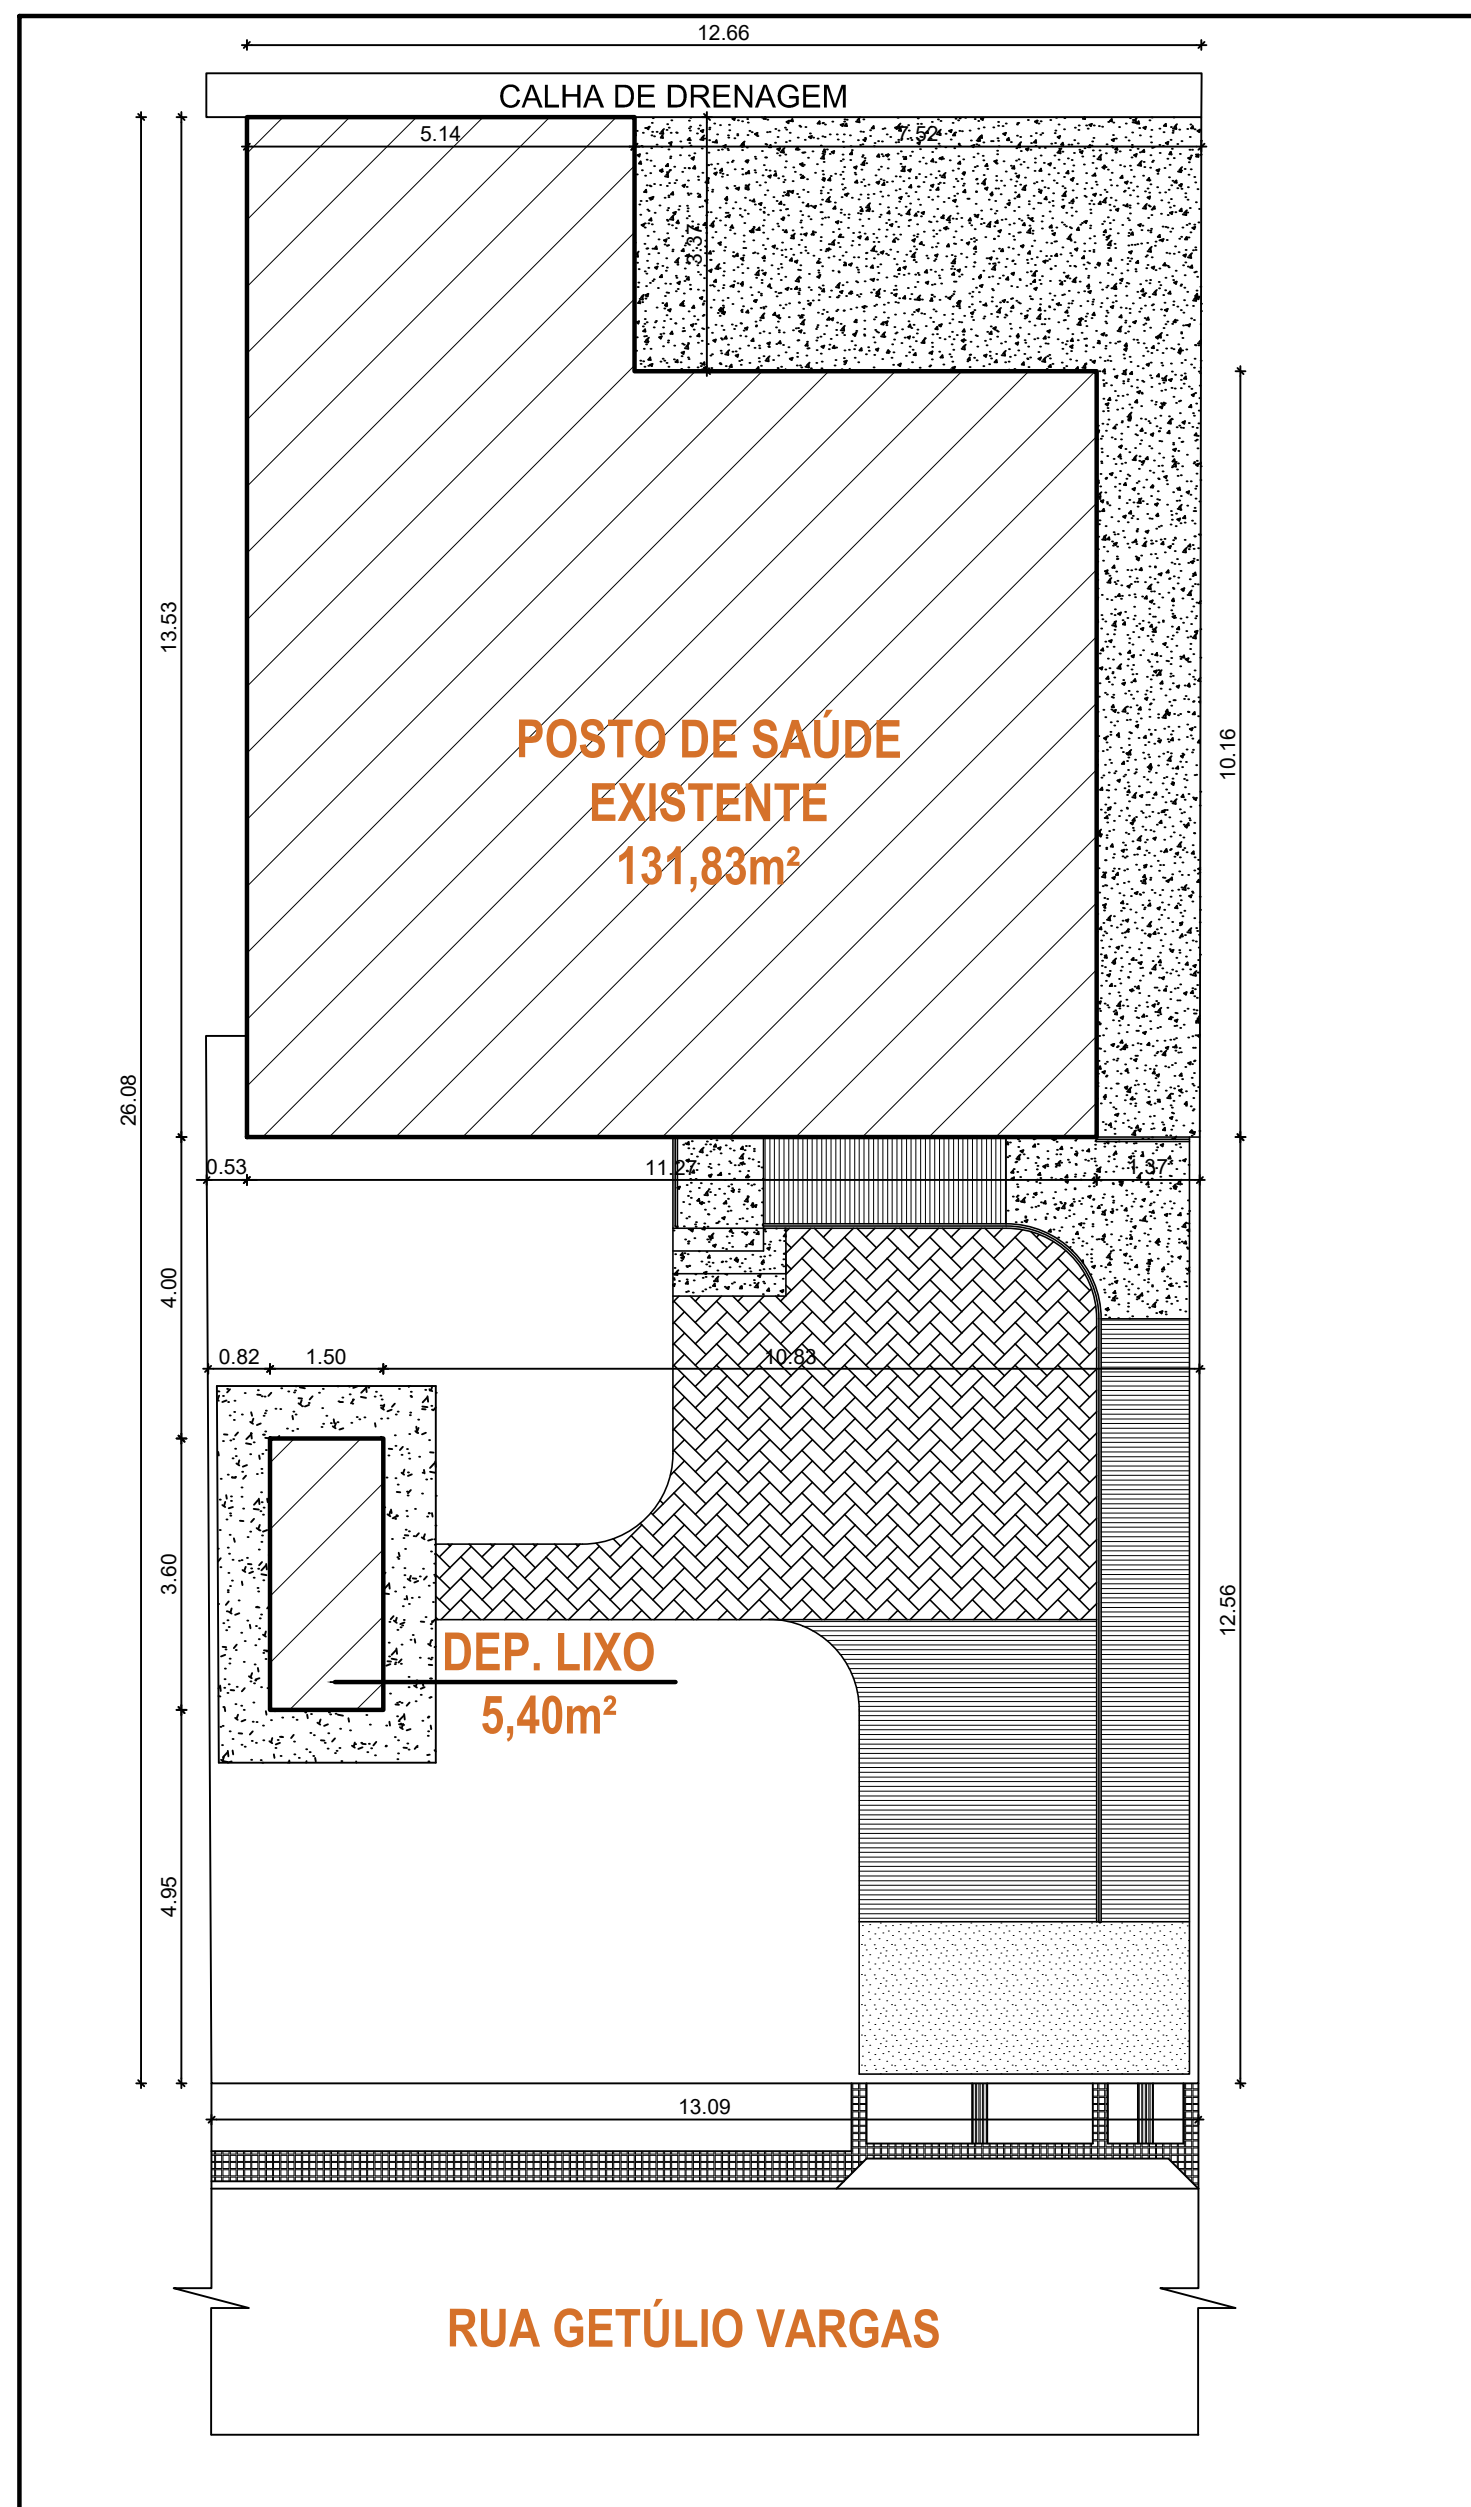 12.66
CALHA DE DRENAGEM
5.14
7.52
3.37
13.53
POSTO DE SAÚDE
EXISTENTE
131,83m²
10.16
26.08
0.53
11.27
1.37
4.00
0.82
1.50
10.83
3.60
12.56
DEP. LIXO
5,40m²
4.95
13.09
RUA GETÚLIO VARGAS